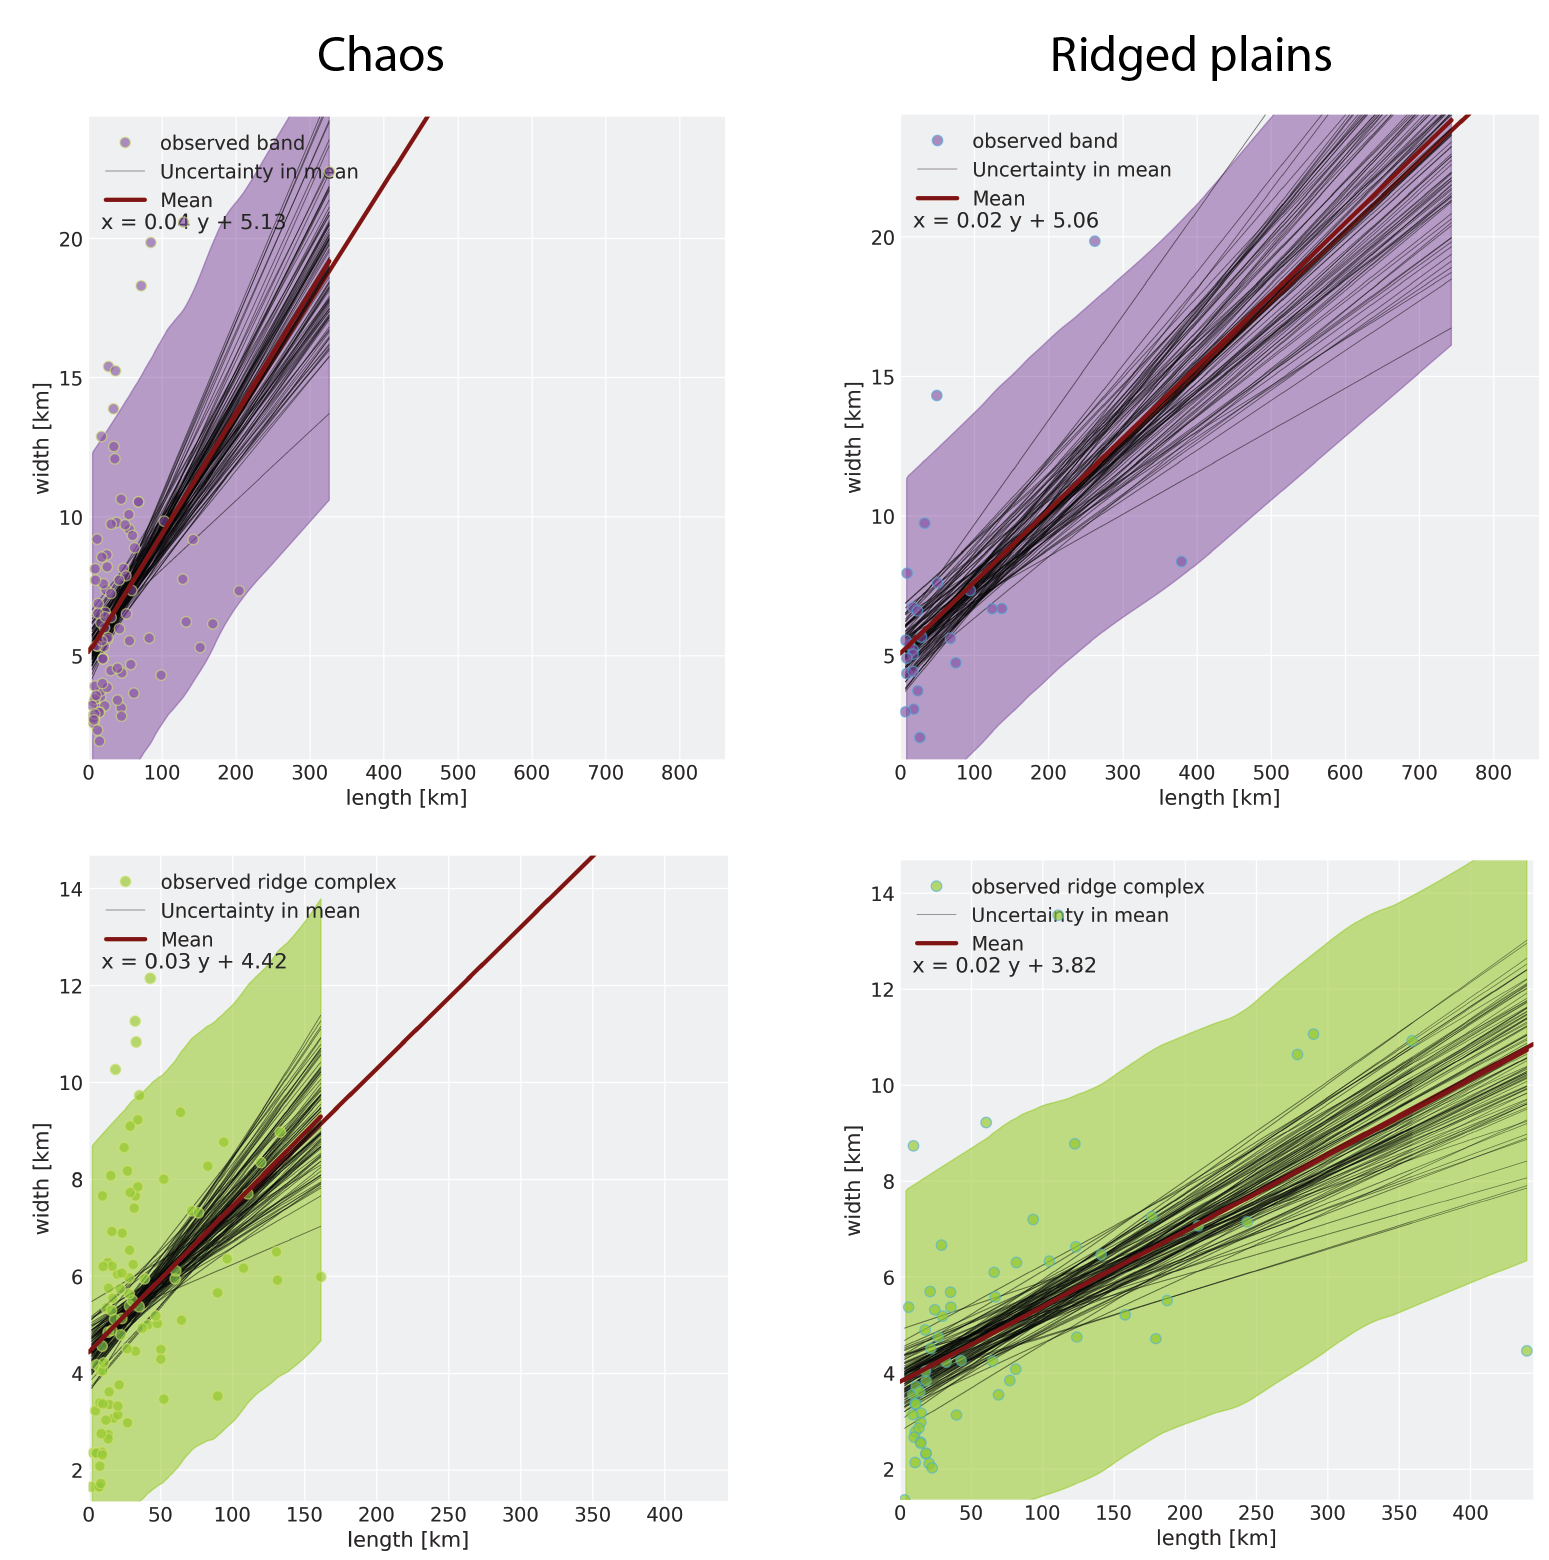 Chaos
Ridged plains
observed band
Uncertainty in mean
Mean
x = 0.04 y + 5.13
20
15
10
5
width [km]
0 100 200 300 400 500 600 700 800
length [km]
observed band
Uncertainty in mean
Mean
x = 0.02 y + 5.06
20
15
10
5
width [km]
0 100 200 300 400 500 600 700 800
length [km]
observed ridge complex
Uncertainty in mean
Mean
x = 0.03 y + 4.42
14
12
10
8
6
4
2
width [km]
0 50 100 150 200 250 300 350 400
length [km]
observed ridge complex
Uncertainty in mean
Mean
x = 0.02 y + 3.82
14
12
10
8
6
4
2
width [km]
0 50 100 150 200 250 300 350 400
length [km]